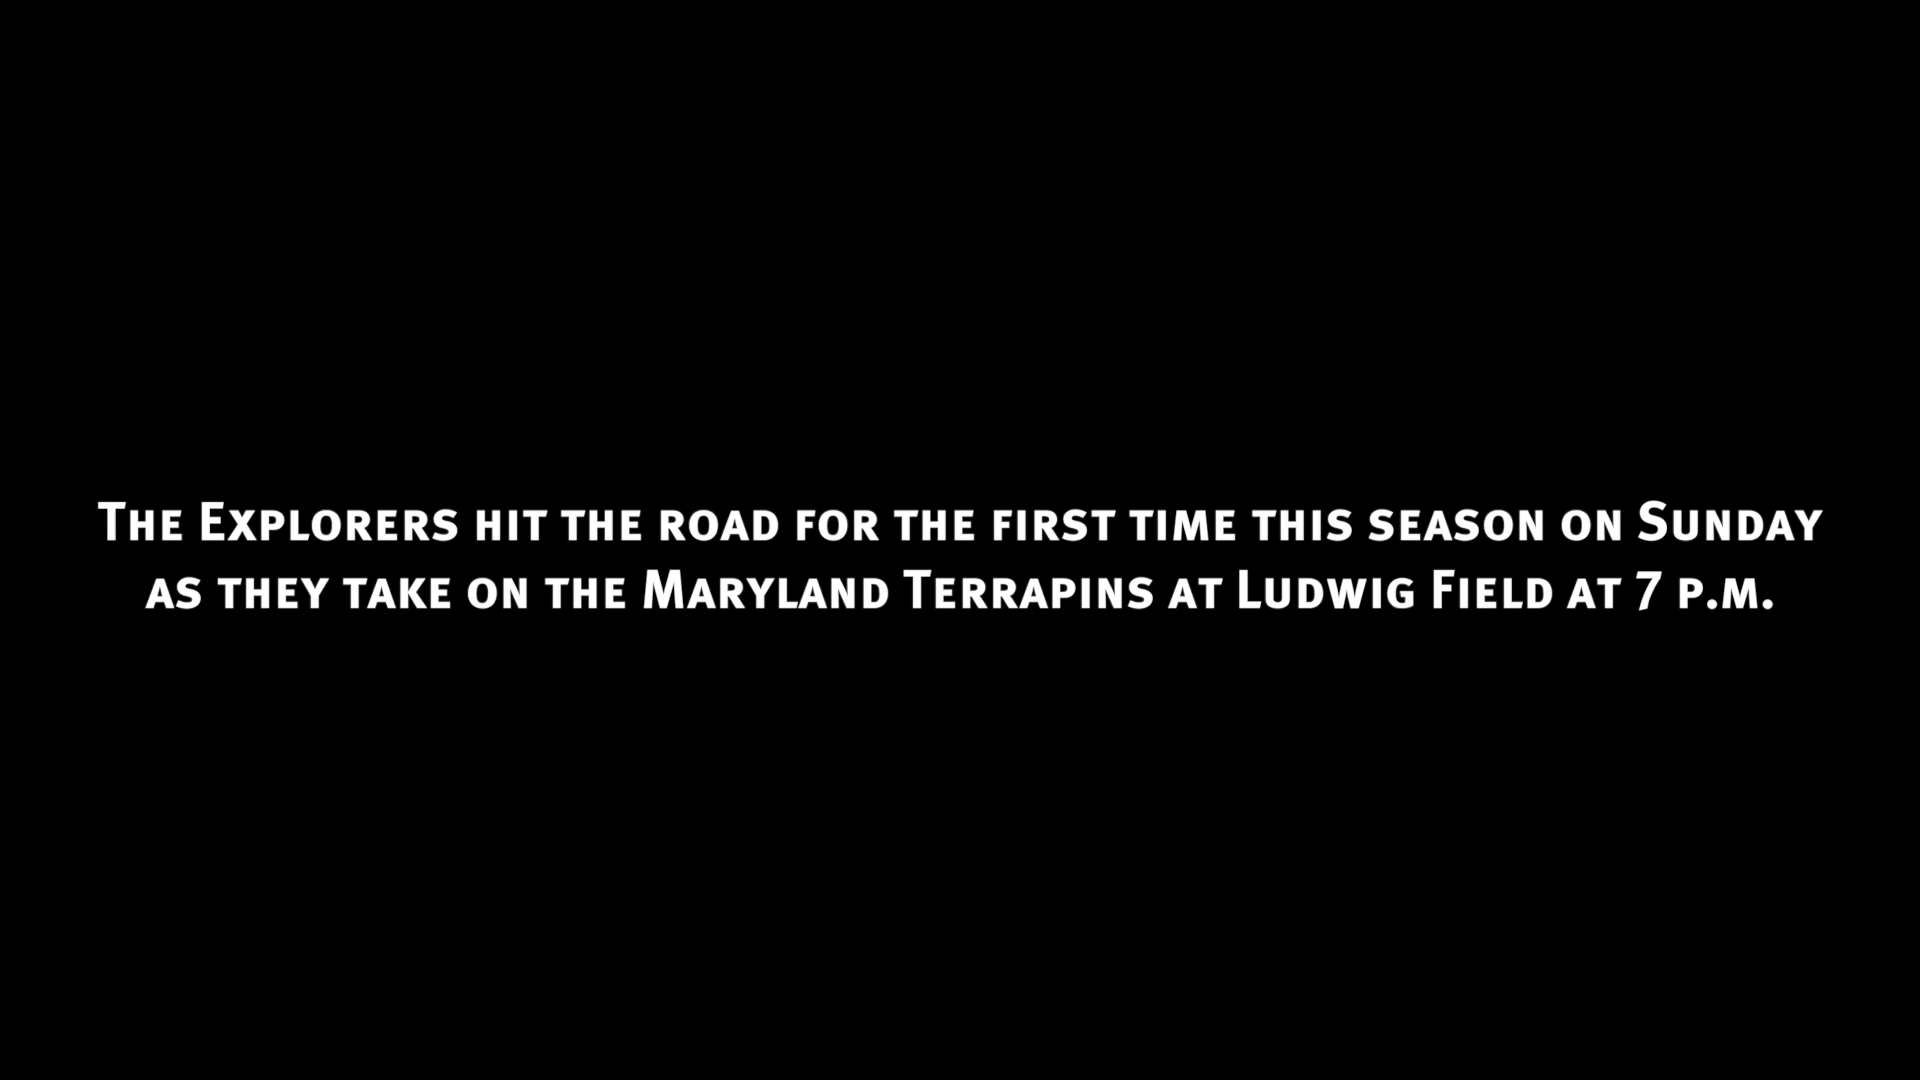 The Explorers hit the road for the first time this season on Sunday
as they take on the Maryland Terrapins at Ludwig Field at 7 p.m.